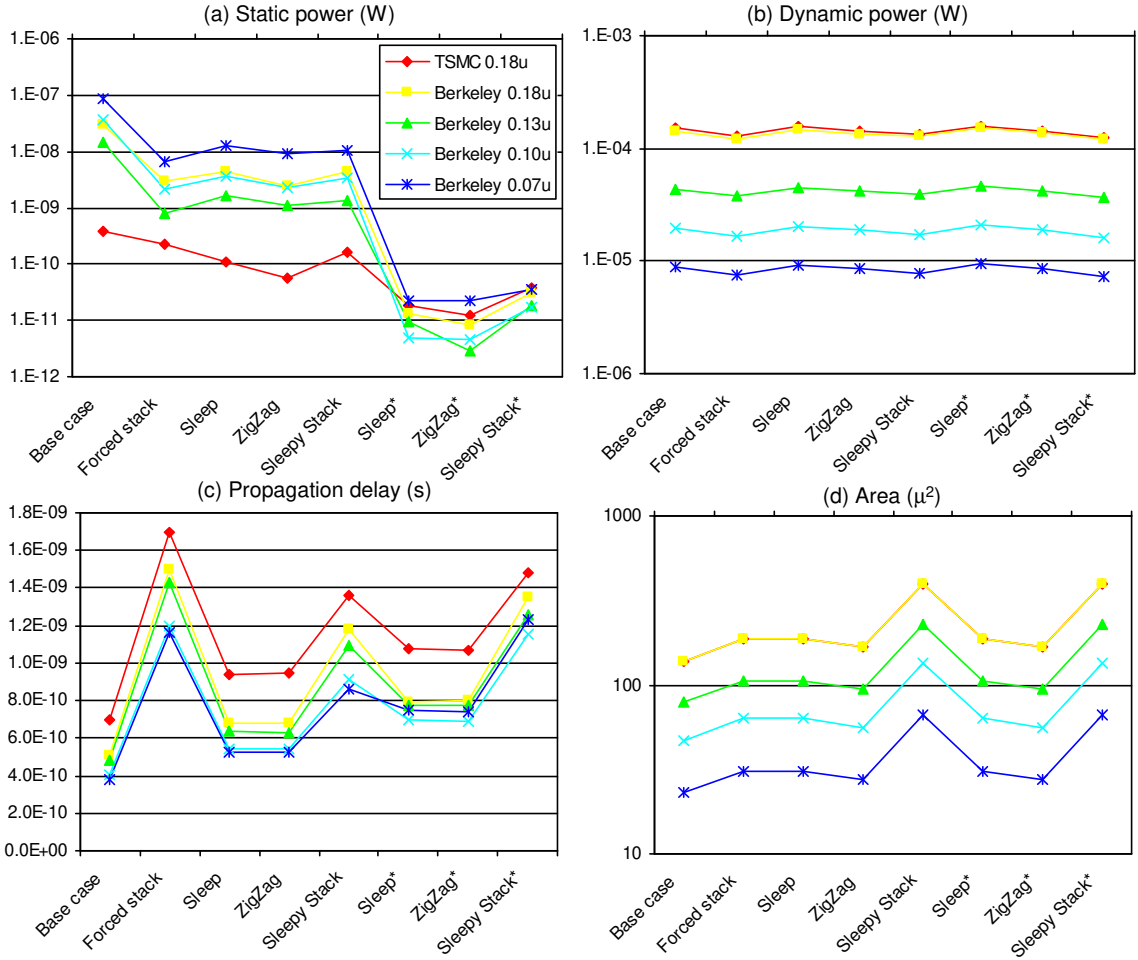 (a) Static power (W)
1.E-06
1.E-07
1.E-08
1.E-09
1.E-10
1.E-11
1.E-12
TSMC 0.18u
Berkeley 0.18u
Berkeley 0.13u
Berkeley 0.10u
Berkeley 0.07u
Base case
Forced stack
Sleep
ZigZag
Sleepy Stack
Sleep*
ZigZag*
Sleepy Stack*
(b) Dynamic power (W)
1.E-03
1.E-04
1.E-05
1.E-06
Base case
Forced stack
Sleep
ZigZag
Sleepy Stack
Sleep*
ZigZag*
Sleepy Stack*
(c) Propagation delay (s)
1.8E-09
1.6E-09
1.4E-09
1.2E-09
1.0E-09
8.0E-10
6.0E-10
4.0E-10
2.0E-10
0.0E+00
Base case
Forced stack
Sleep
ZigZag
Sleepy Stack
Sleep*
ZigZag*
Sleepy Stack*
(d) Area (μ²)
1000
100
10
Base case
Forced stack
Sleep
ZigZag
Sleepy Stack
Sleep*
ZigZag*
Sleepy Stack*